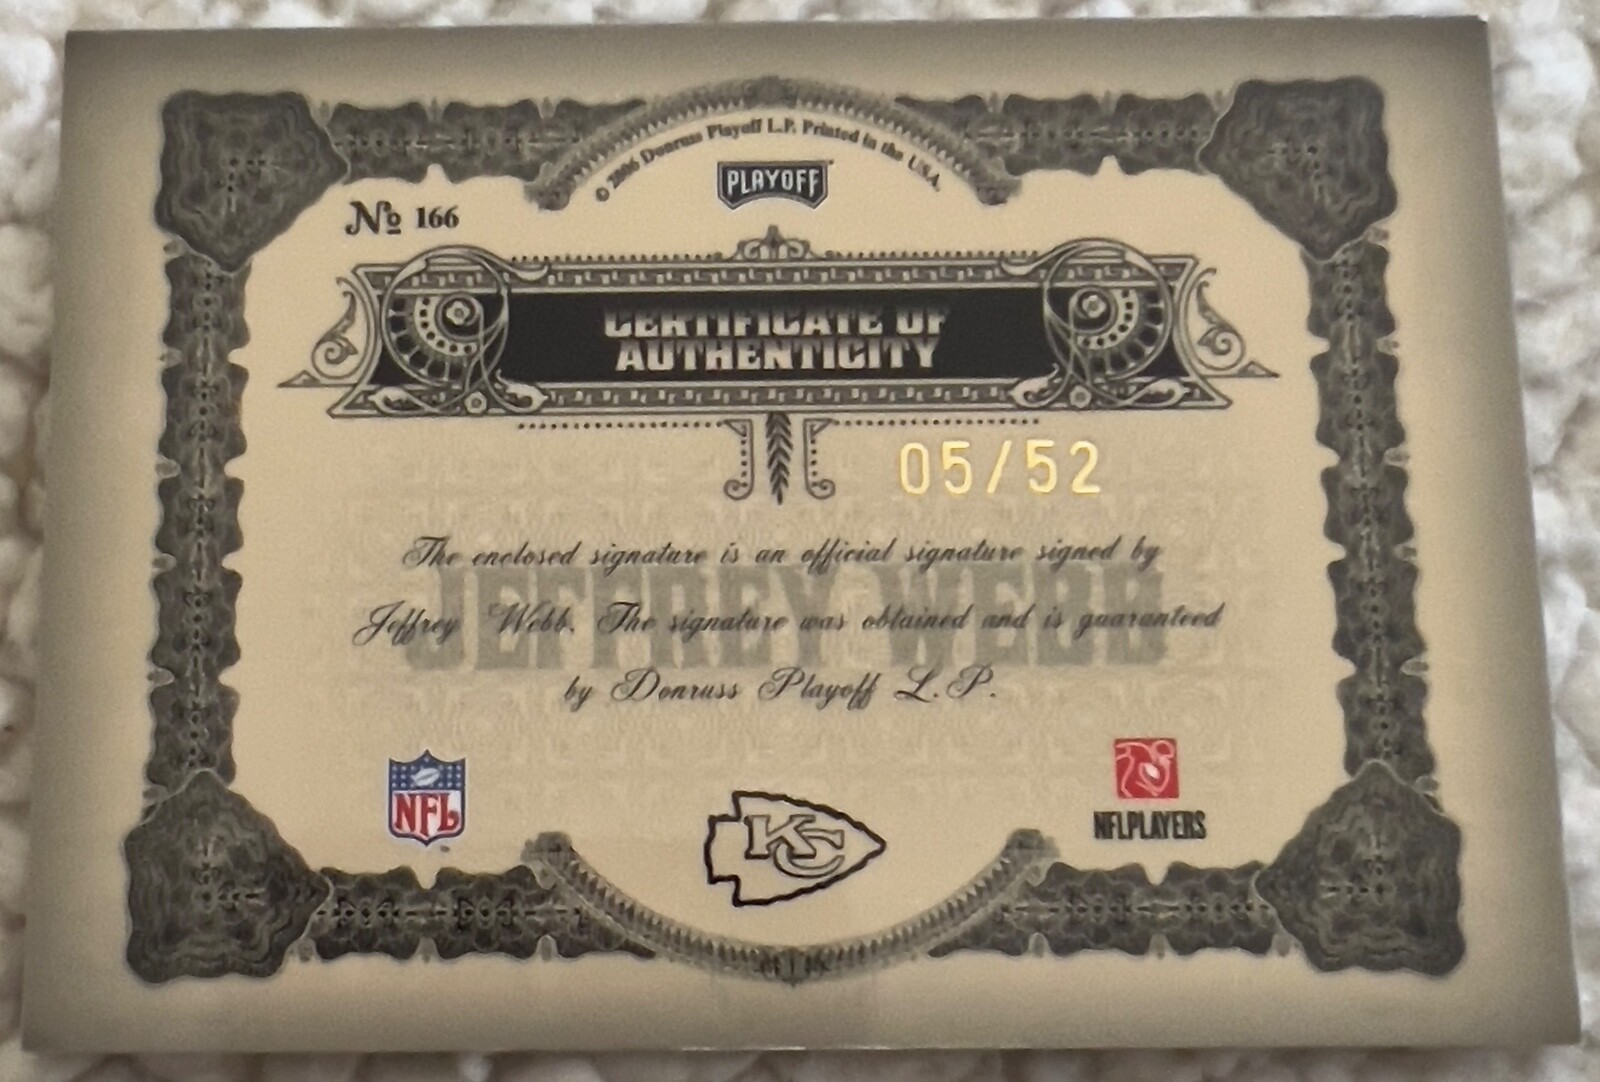 © 2006 Donruss Playoff L.P. Printed in the U.S.A.
PLAYOFF
№ 166
CERTIFICATE OF
AUTHENTICITY
05/52
The enclosed signature is an official signature signed by
JEFFREY WEBB
Jeffrey Webb. The signature was obtained and is guaranteed
by Donruss Playoff L.P.
NFL
KC
NFLPLAYERS